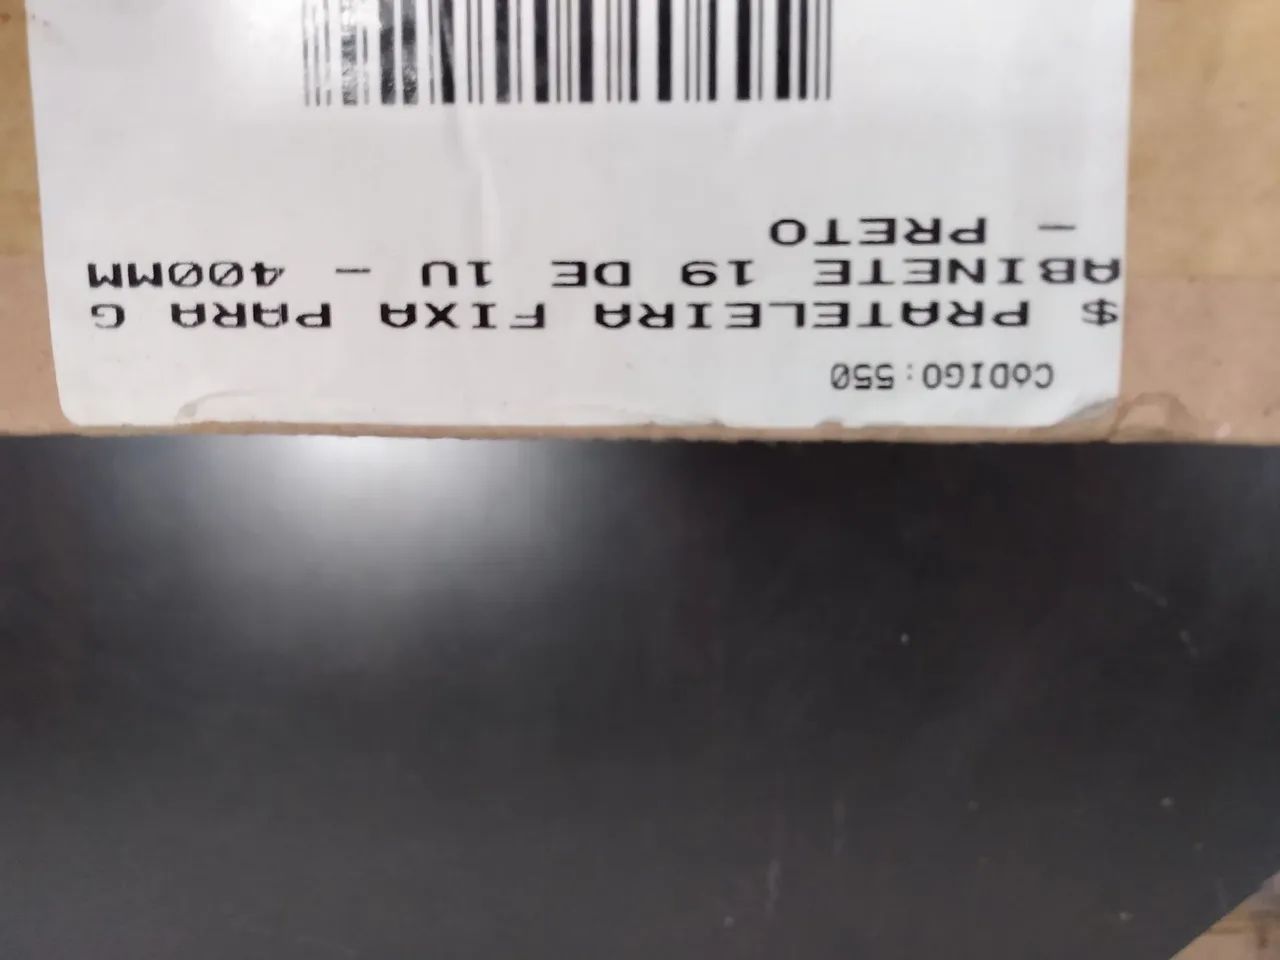 CóDIGO:550
$ PRATELEIRA FIXA PARA G
ABINETE 19 DE 1U - 400MM
- PRETO